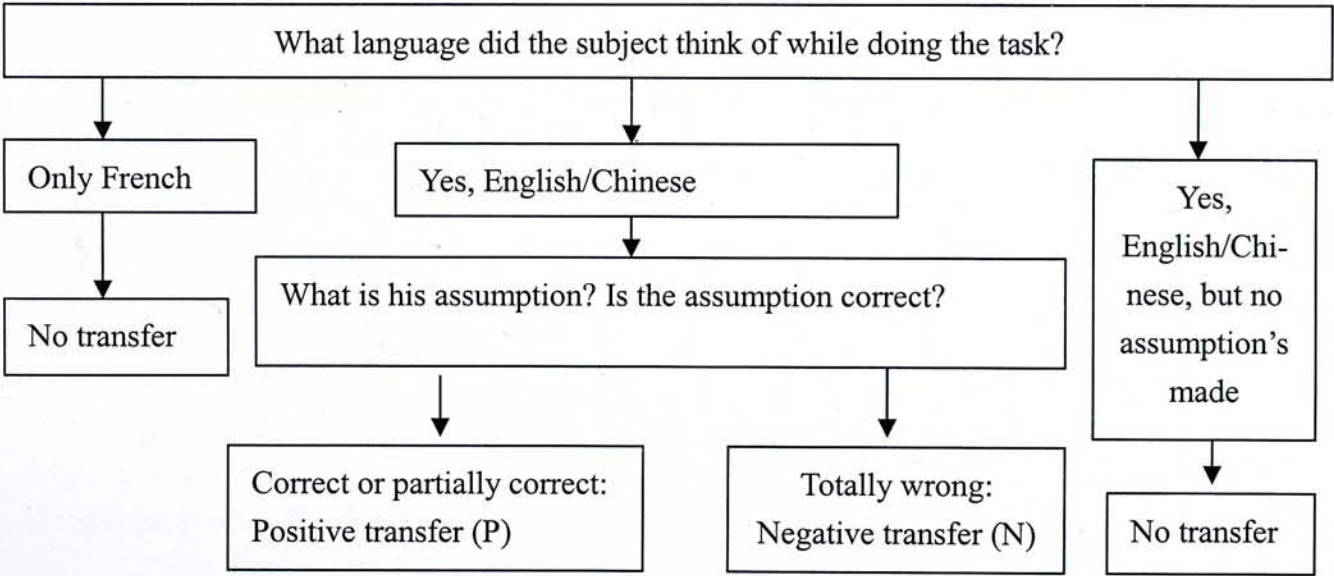 What language did the subject think of while doing the task?
Only French
Yes, English/Chinese
Yes,
English/Chi-
nese, but no
assumption's
made
What is his assumption? Is the assumption correct?
No transfer
Correct or partially correct:
Positive transfer (P)
Totally wrong:
Negative transfer (N)
No transfer